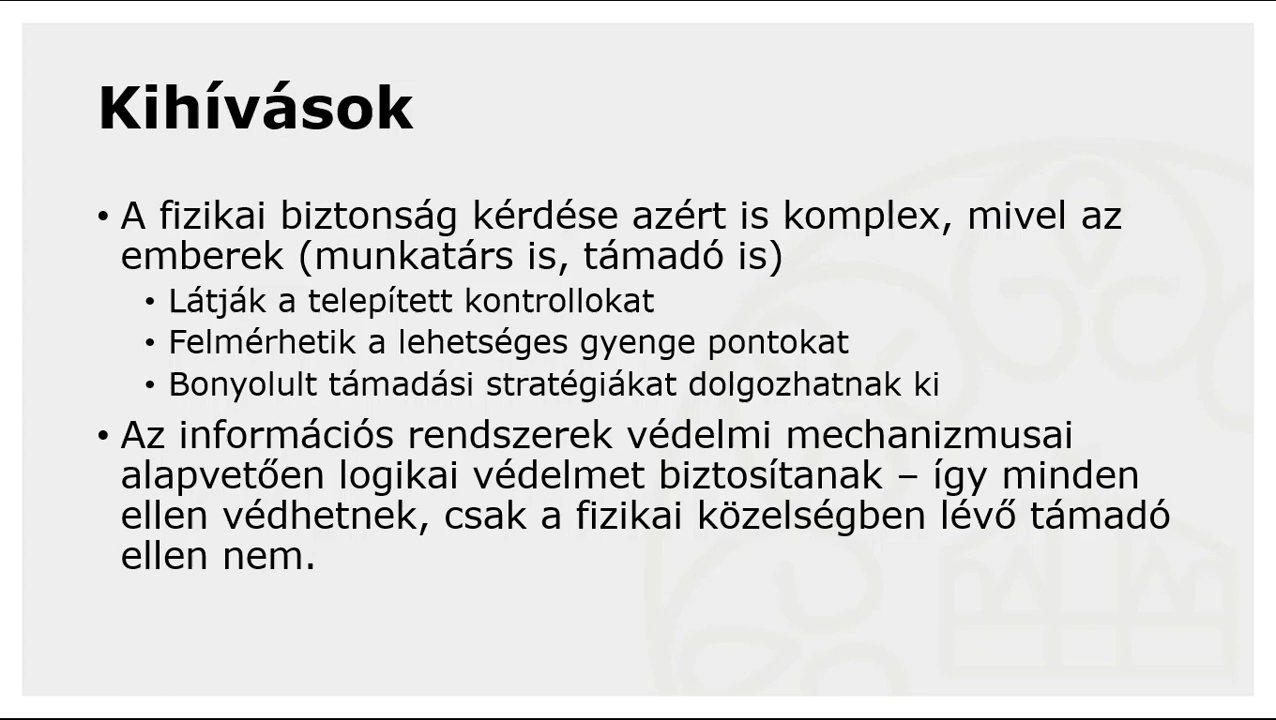 Kihívások
• A fizikai biztonság kérdése azért is komplex, mivel az
emberek (munkatárs is, támadó is)
• Látják a telepített kontrollokat
• Felmérhetik a lehetséges gyenge pontokat
• Bonyolult támadási stratégiákat dolgozhatnak ki
• Az információs rendszerek védelmi mechanizmusai
alapvetően logikai védelmet biztosítanak – így minden
ellen védhetnek, csak a fizikai közelségben lévő támadó
ellen nem.